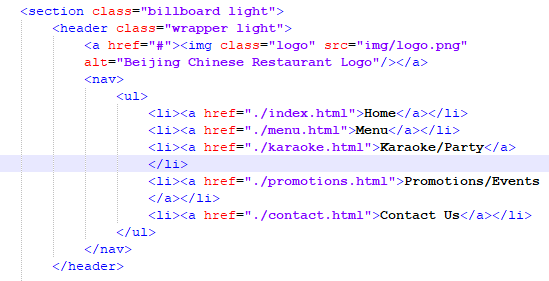 <section class="billboard light">
<header class="wrapper light">
<a href="#"><img class="logo" src="img/logo.png"
alt="Beijing Chinese Restaurant Logo"/></a>
<nav>
<ul>
<li><a href="./index.html">Home</a></li>
<li><a href="./menu.html">Menu</a></li>
<li><a href="./karaoke.html">Karaoke/Party</a>
</li>
<li><a href="./promotions.html">Promotions/Events
</a></li>
<li><a href="./contact.html">Contact Us</a></li>
</ul>
</nav>
</header>